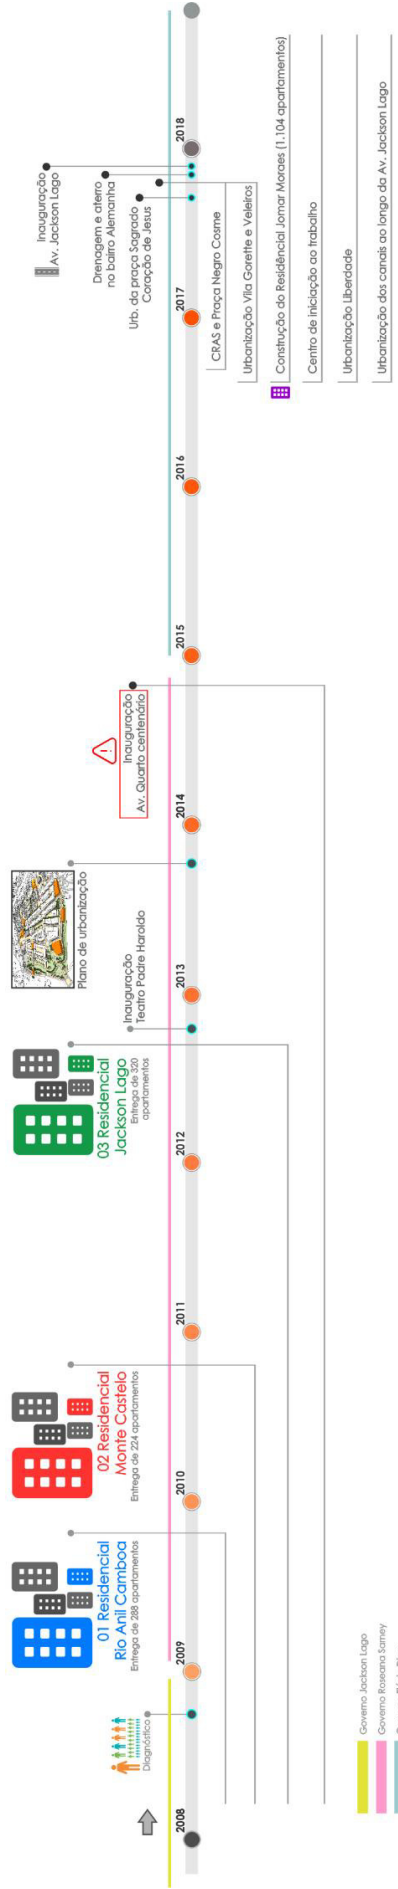 2008
Diagnóstico
2009
01 Residencial
Rio Anil Camboa
Entrega de 288 apartamentos
2010
02 Residencial
Monte Castelo
Entrega de 224 apartamentos
2011
2012
03 Residencial
Jackson Lago
Entrega de 320
apartamentos
Inauguração
Teatro Padre Haroldo
2013
Plano de urbanização
2014
Inauguração
Av. Quarto centenário
2015
2016
2017
Urb. da praça Sagrado
Coração de Jesus
Drenagem e aterro
no bairro Alemanha
Inauguração
Av. Jackson Lago
2018
CRAS e Praça Negro Cosme
Urbanização Vila Gorette e Veleiros
Construção do Residêncial Jomar Moraes (1.104 apartamentos)
Centro de iniciação ao trabalho
Urbanização Liberdade
Urbanização dos canais ao longo da Av. Jackson Lago
Governo Jackson Lago
Governo Roseana Sarney